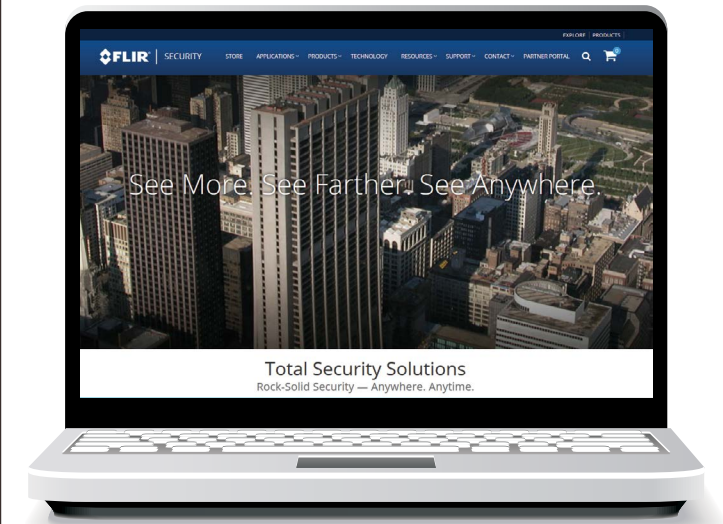 EXPLORE | PRODUCTS |
FLIR | SECURITY STORE APPLICATIONS PRODUCTS TECHNOLOGY RESOURCES SUPPORT CONTACT PARTNER PORTAL 0
See More. See Farther. See Anywhere.
Total Security Solutions
Rock-Solid Security — Anywhere. Anytime.